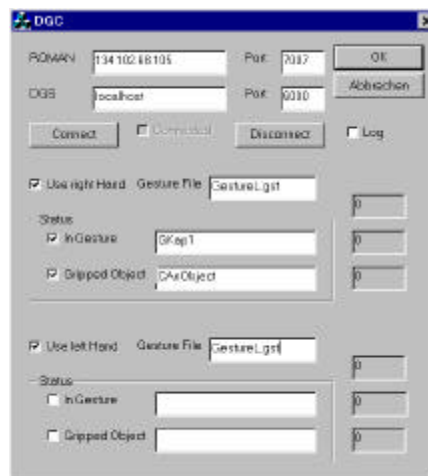 DGC
ROMAN 134.102.68.105 Port: 7007 OK
DGS localhost Port: 6000 Abbrechen
Connect Connected Disconnect Log
Use right Hand Gesture File GestureL.gst
0
Status
In Gesture GKap1 0
Gripped Object CAxObject 0
Use left Hand Gesture File GestureL.gst
0
Status
In Gesture 0
Gripped Object 0